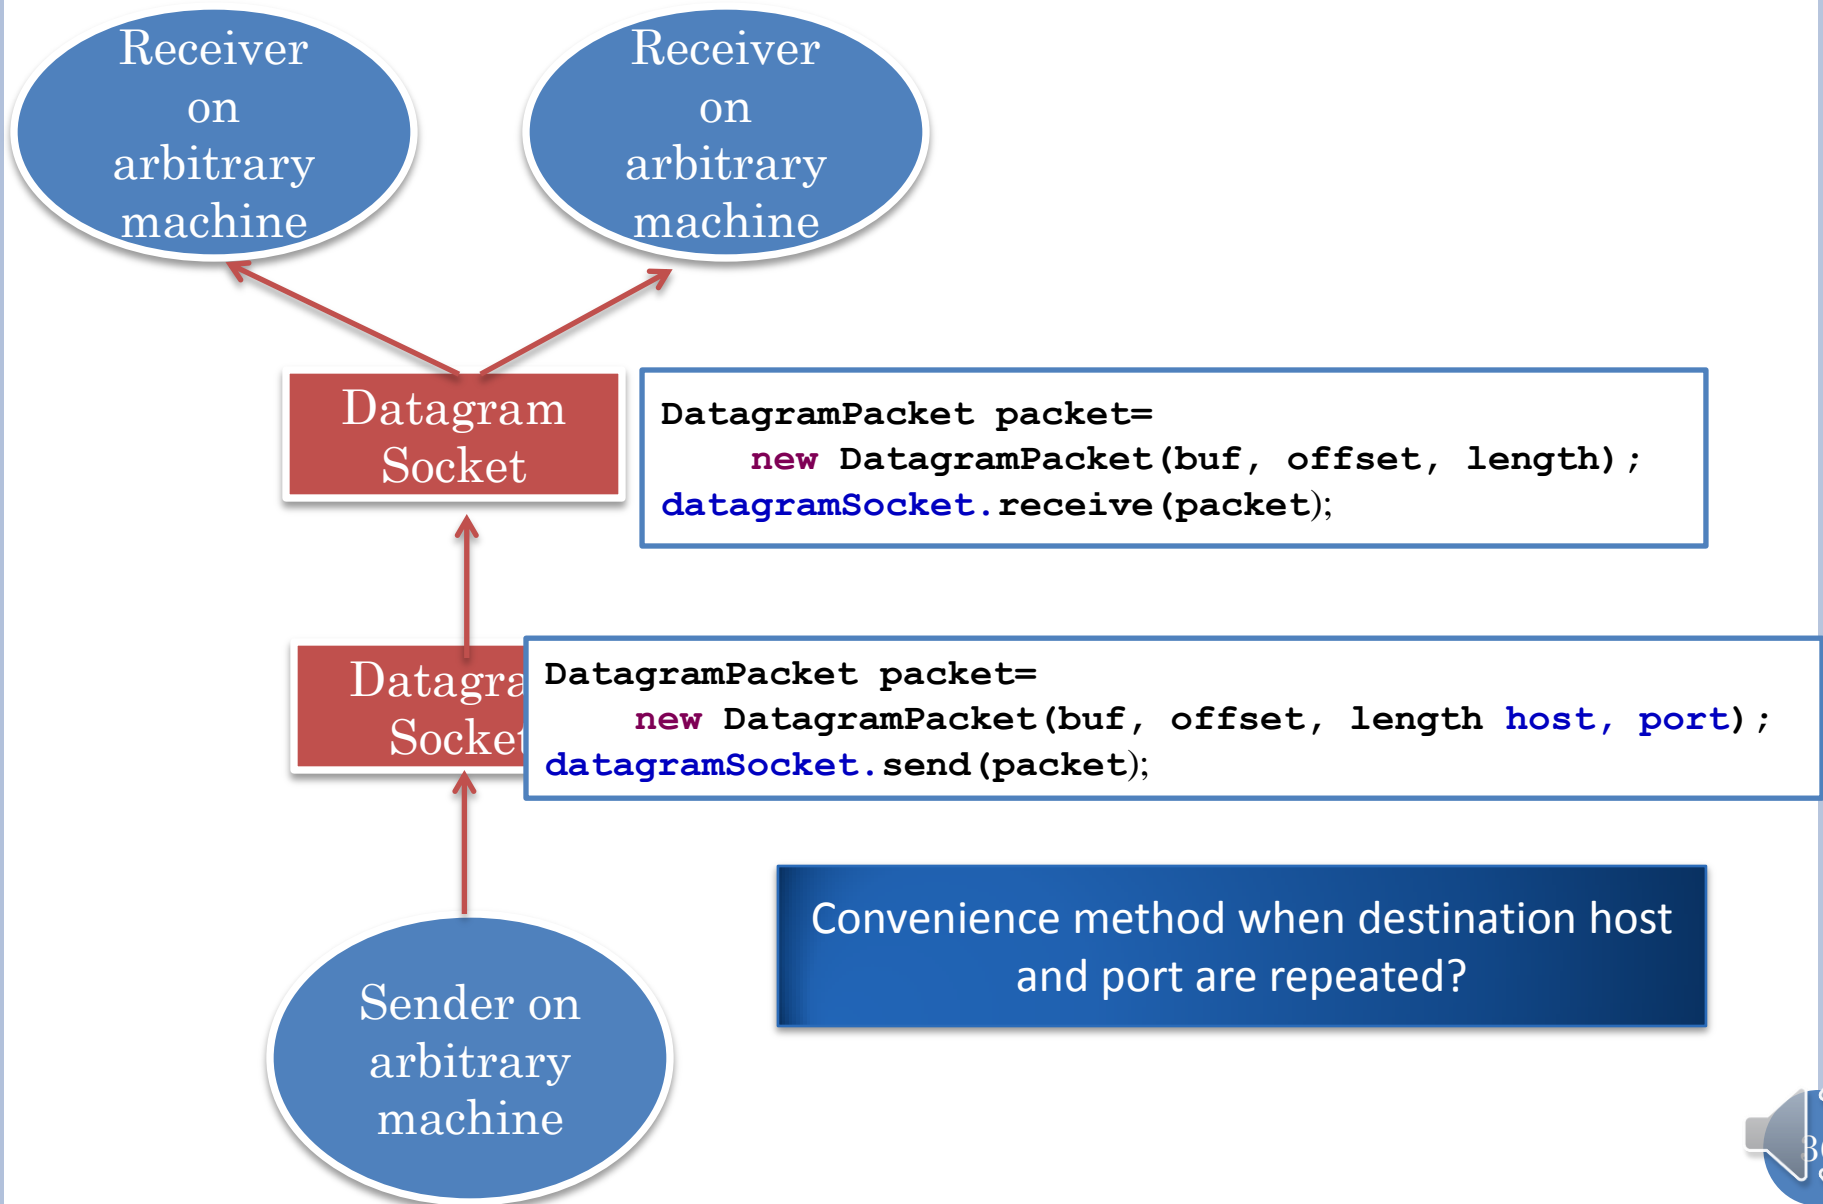 Receiver
on
arbitrary
machine
Receiver
on
arbitrary
machine
Datagram
Socket
DatagramPacket packet=
new DatagramPacket(buf, offset, length);
datagramSocket.receive(packet);
Socket
DatagramPacket packet=
new DatagramPacket(buf, offset, length host, port);
datagramSocket.send(packet);
Convenience method when destination host
and port are repeated?
Sender on
arbitrary
machine